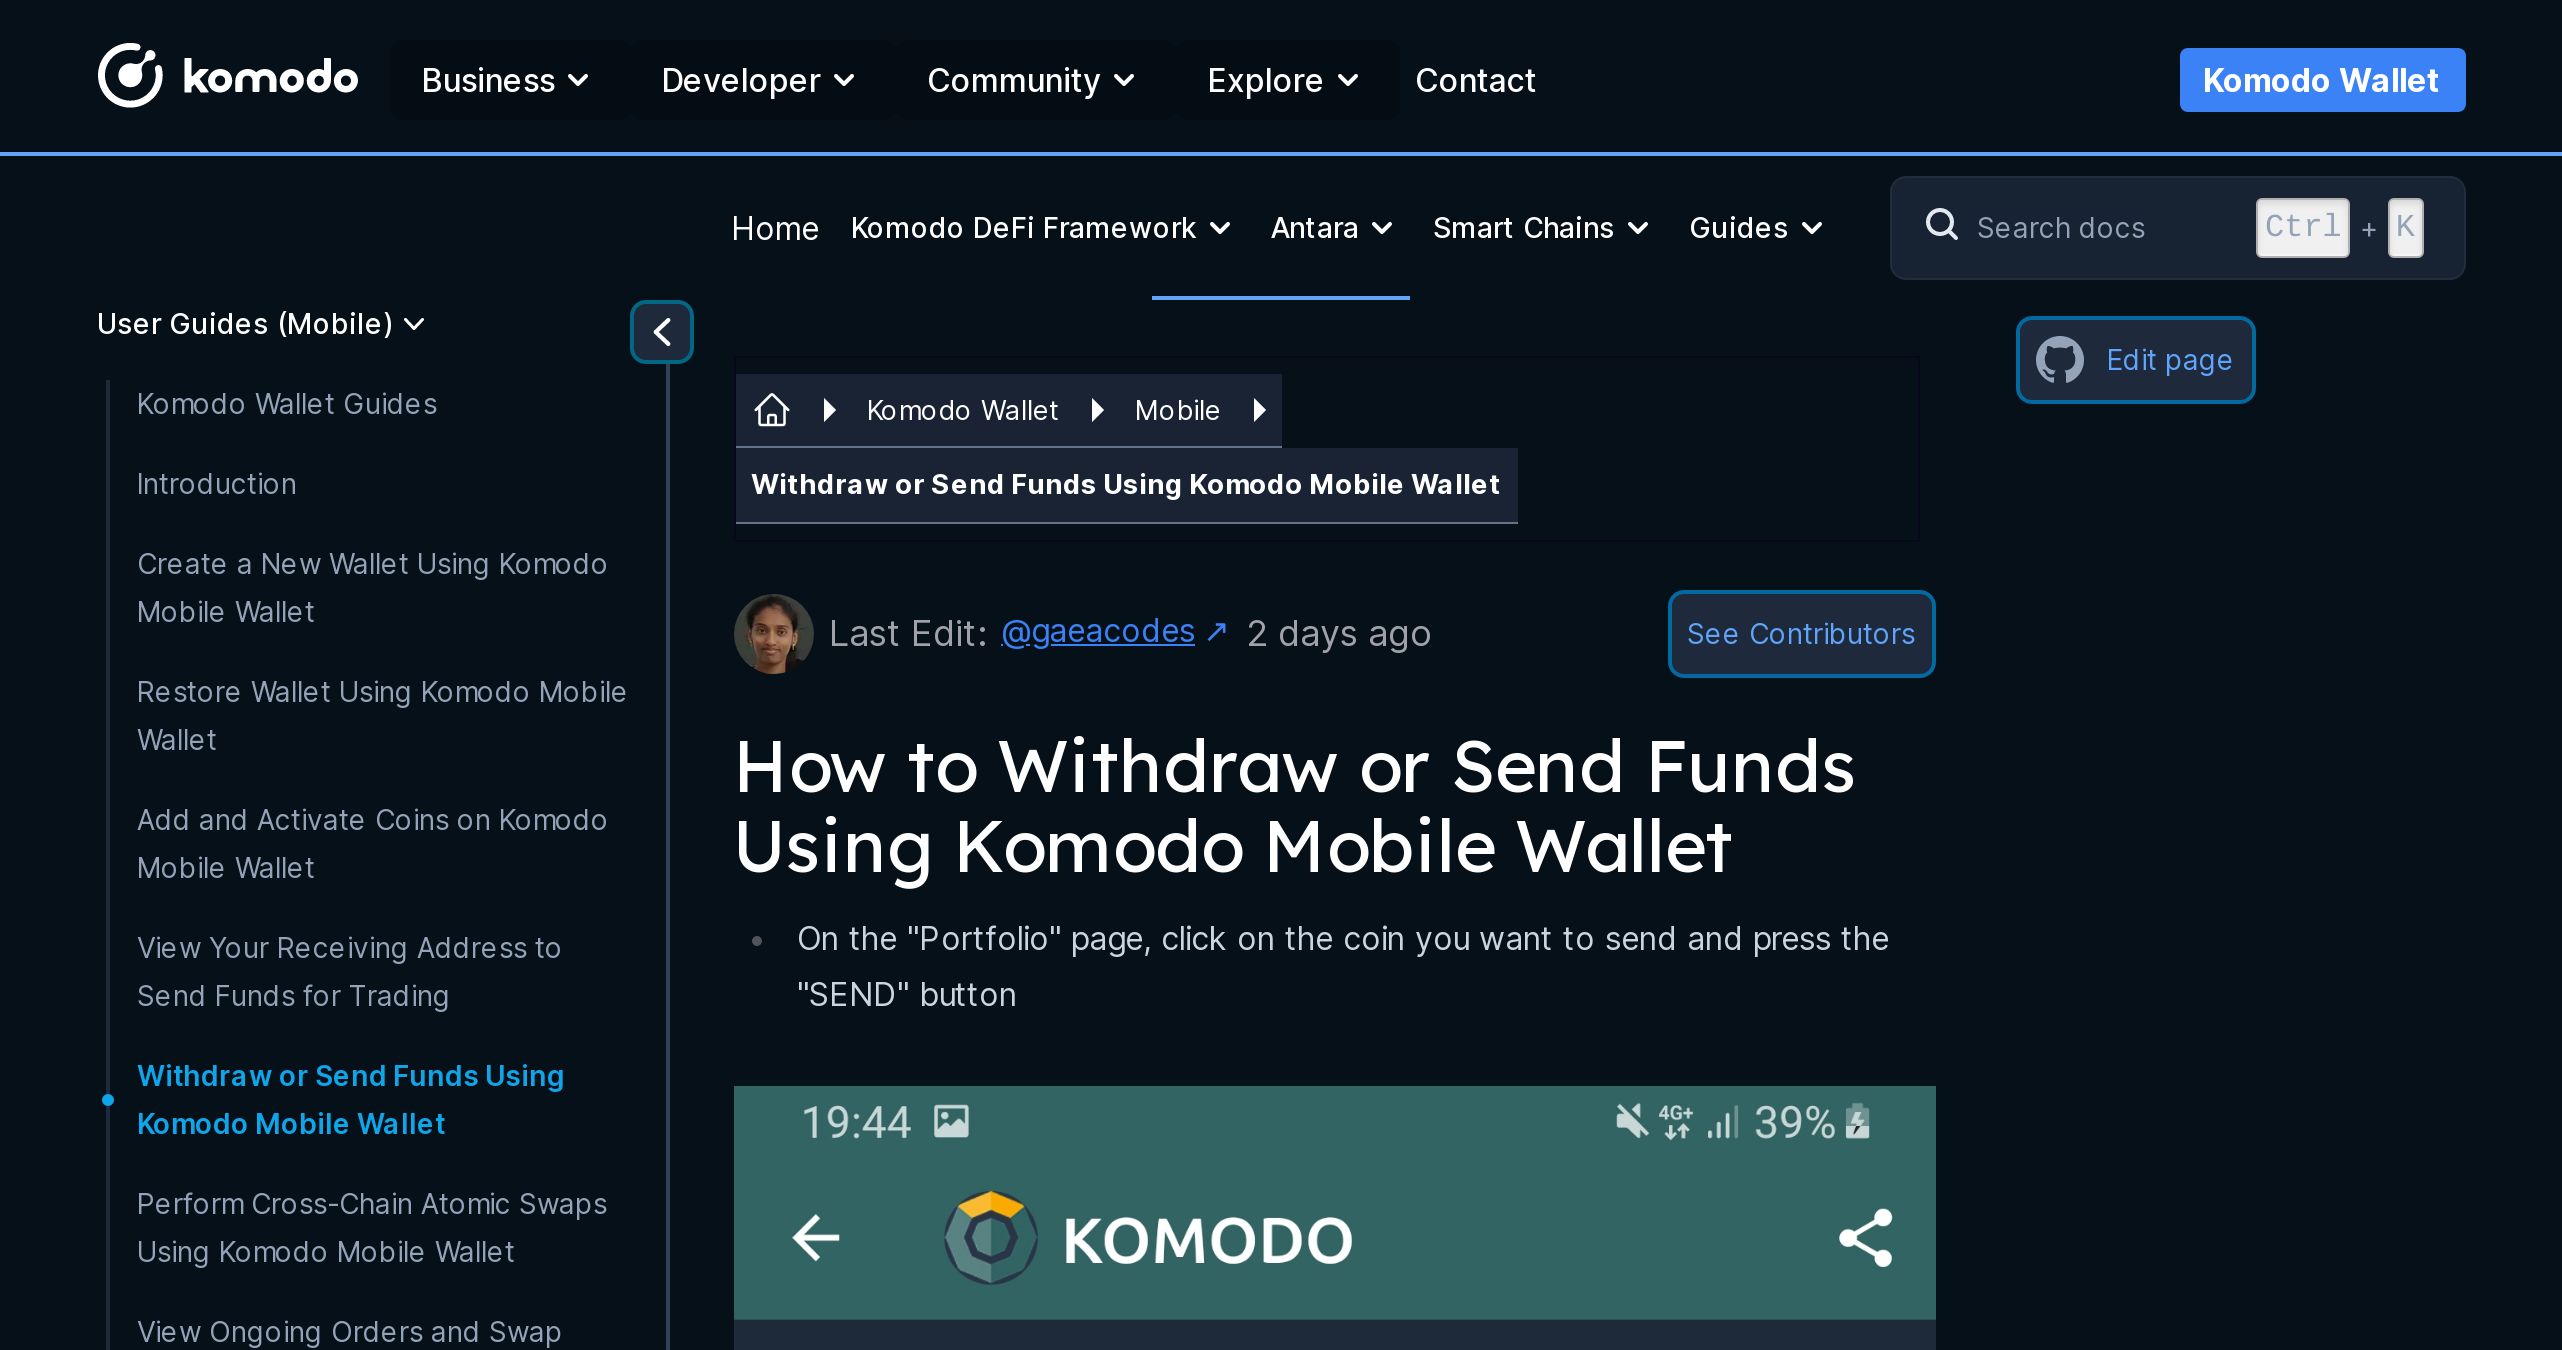 komodo
Business
Developer
Community
Explore
Contact
Komodo Wallet
Home
Komodo DeFi Framework
Antara
Smart Chains
Guides
Search docs
Ctrl + K
User Guides (Mobile)
Komodo Wallet Guides
Introduction
Create a New Wallet Using Komodo
Mobile Wallet
Restore Wallet Using Komodo Mobile
Wallet
Add and Activate Coins on Komodo
Mobile Wallet
View Your Receiving Address to
Send Funds for Trading
Withdraw or Send Funds Using
Komodo Mobile Wallet
Perform Cross-Chain Atomic Swaps
Using Komodo Mobile Wallet
View Ongoing Orders and Swap
Komodo Wallet
Mobile
Withdraw or Send Funds Using Komodo Mobile Wallet
Edit page
Last Edit: @gaeacodes ↗ 2 days ago
See Contributors
How to Withdraw or Send Funds
Using Komodo Mobile Wallet
• On the "Portfolio" page, click on the coin you want to send and press the
"SEND" button
19:44
4G+
39%
KOMODO